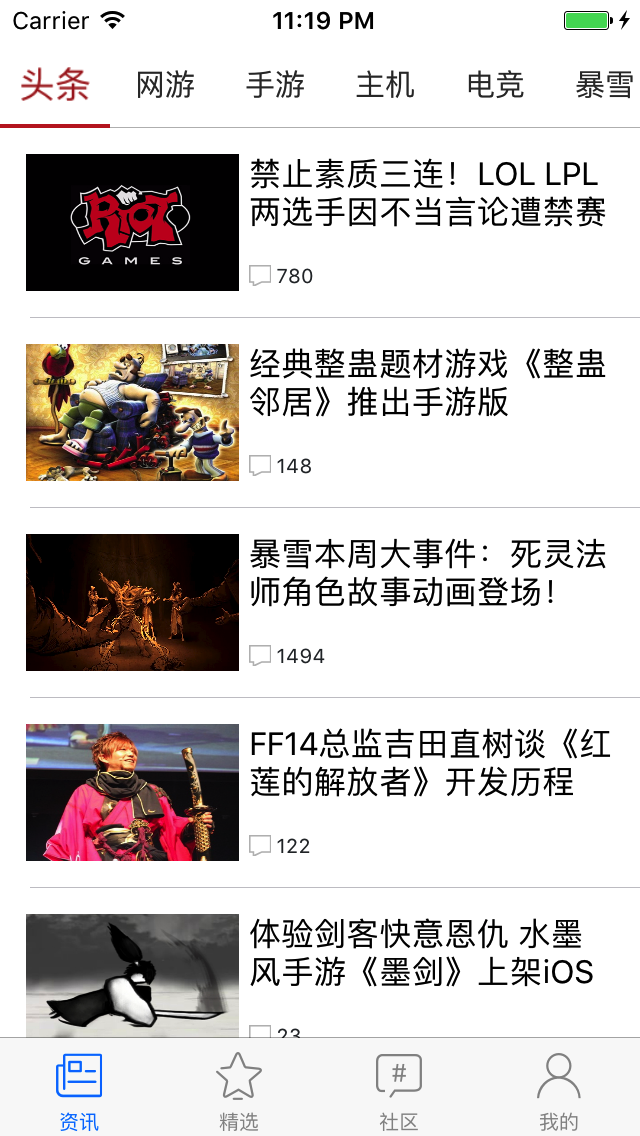 Carrier 11:19 PM
头条 网游 手游 主机 电竞 暴雪
RIOT
GAMES
禁止素质三连！LOL LPL
两选手因不当言论遭禁赛
780
经典整蛊题材游戏《整蛊
邻居》推出手游版
148
暴雪本周大事件：死灵法
师角色故事动画登场！
1494
FF14总监吉田直树谈《红
莲的解放者》开发历程
122
体验剑客快意恩仇 水墨
风手游《墨剑》上架iOS
23
#
资讯 精选 社区 我的